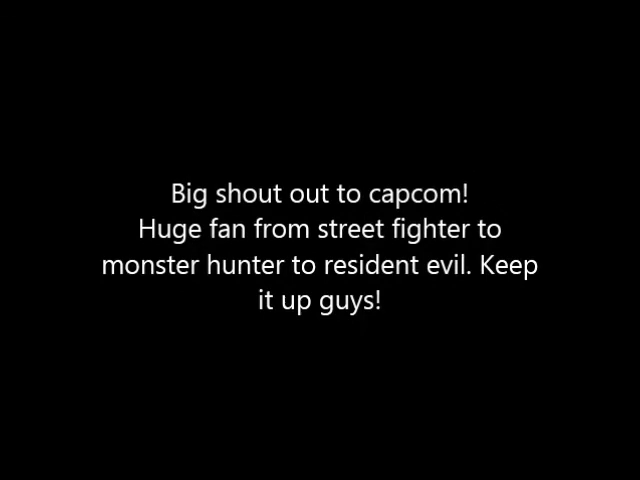 Big shout out to capcom!
Huge fan from street fighter to
monster hunter to resident evil. Keep
it up guys!